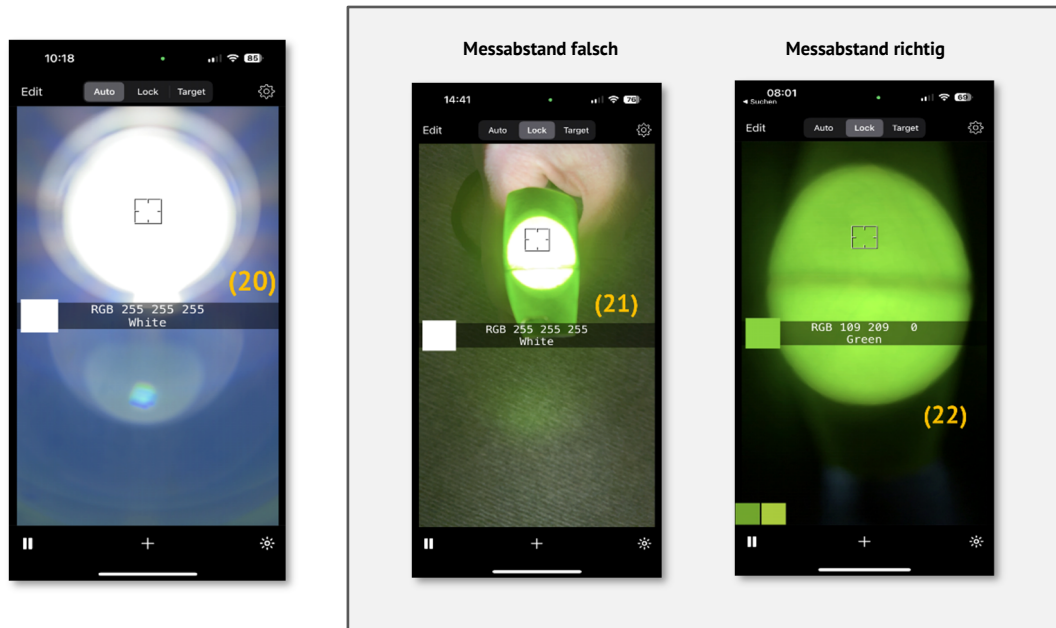 10:18
85
Edit
Auto Lock Target
(20)
RGB 255 255 255
White
Messabstand falsch
14:41
76
Edit
Auto Lock Target
(21)
RGB 255 255 255
White
Messabstand richtig
08:01
69
◀ Suchen
Edit
Auto Lock Target
RGB 109 209 0
Green
(22)